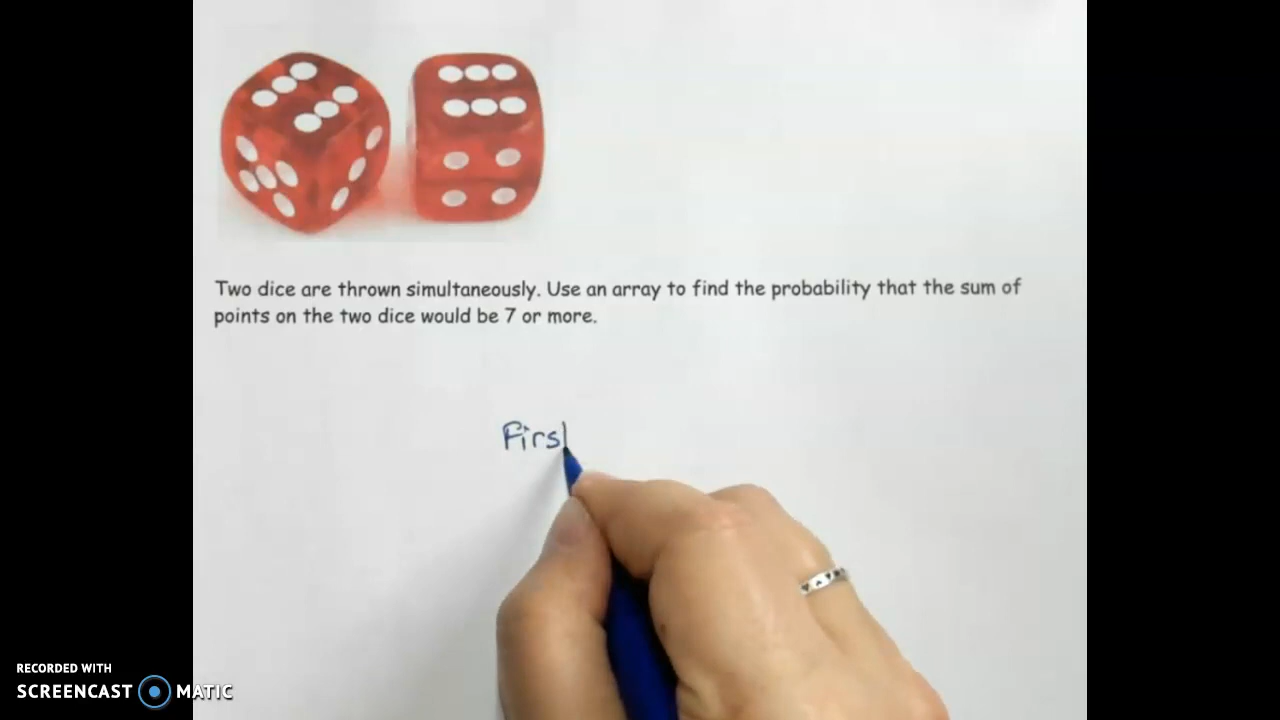 Two dice are thrown simultaneously. Use an array to find the probability that the sum of
points on the two dice would be 7 or more.
Firs
RECORDED WITH
SCREENCAST MATIC